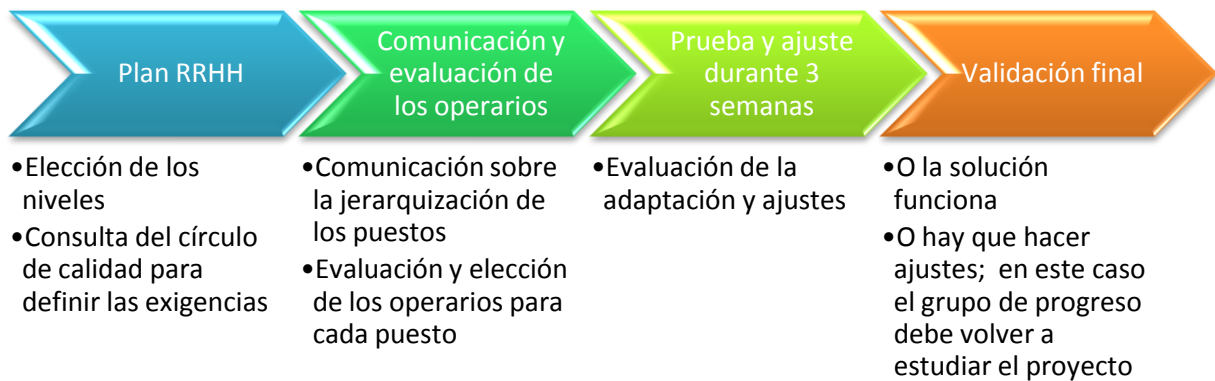 Plan RRHH
•Elección de los
niveles
•Consulta del círculo
de calidad para
definir las exigencias
Comunicación y
evaluación de
los operarios
•Comunicación sobre
la jerarquización de
los puestos
•Evaluación y elección
de los operarios para
cada puesto
Prueba y ajuste
durante 3
semanas
•Evaluación de la
adaptación y ajustes
Validación final
•O la solución
funciona
•O hay que hacer
ajustes; en este caso
el grupo de progreso
debe volver a
estudiar el proyecto